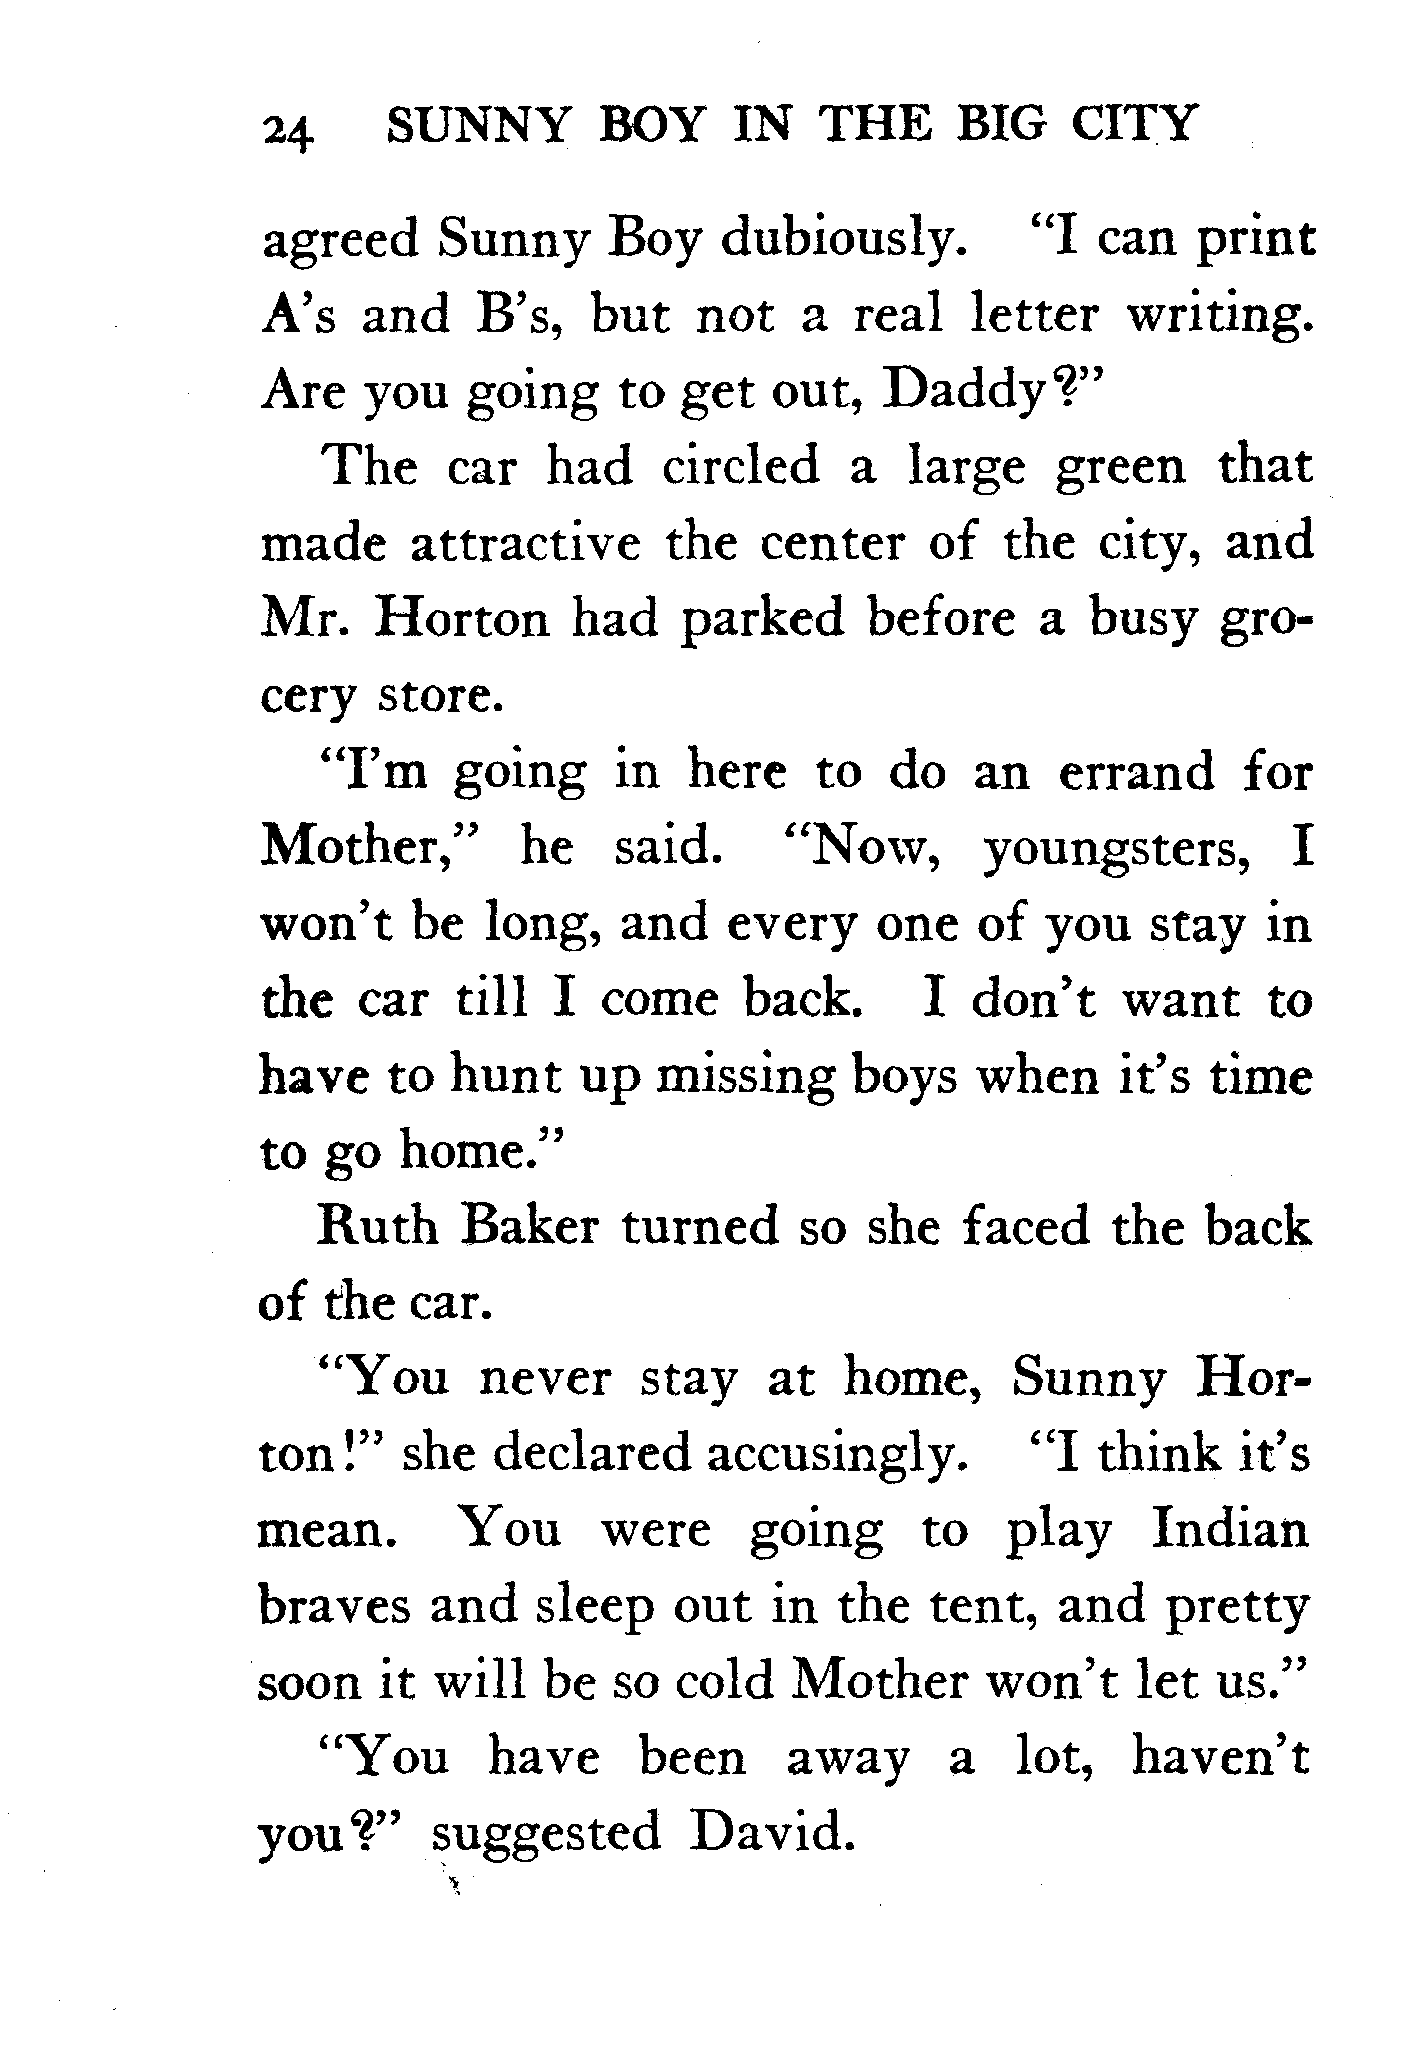 24 SUNNY BOY IN THE BIG CITY
agreed Sunny Boy dubiously. “I can print
A’s and B’s, but not a real letter writing.
Are you going to get out, Daddy?”
The car had circled a large green that
made attractive the center of the city, and
Mr. Horton had parked before a busy gro-
cery store.
“I’m going in here to do an errand for
Mother,” he said. “Now, youngsters, I
won’t be long, and every one of you stay in
the car till I come back. I don’t want to
have to hunt up missing boys when it’s time
to go home.”
Ruth Baker turned so she faced the back
of the car.
“You never stay at home, Sunny Hor-
ton!” she declared accusingly. “I think it’s
mean. You were going to play Indian
braves and sleep out in the tent, and pretty
soon it will be so cold Mother won’t let us.”
“You have been away a lot, haven’t
you?” suggested David.